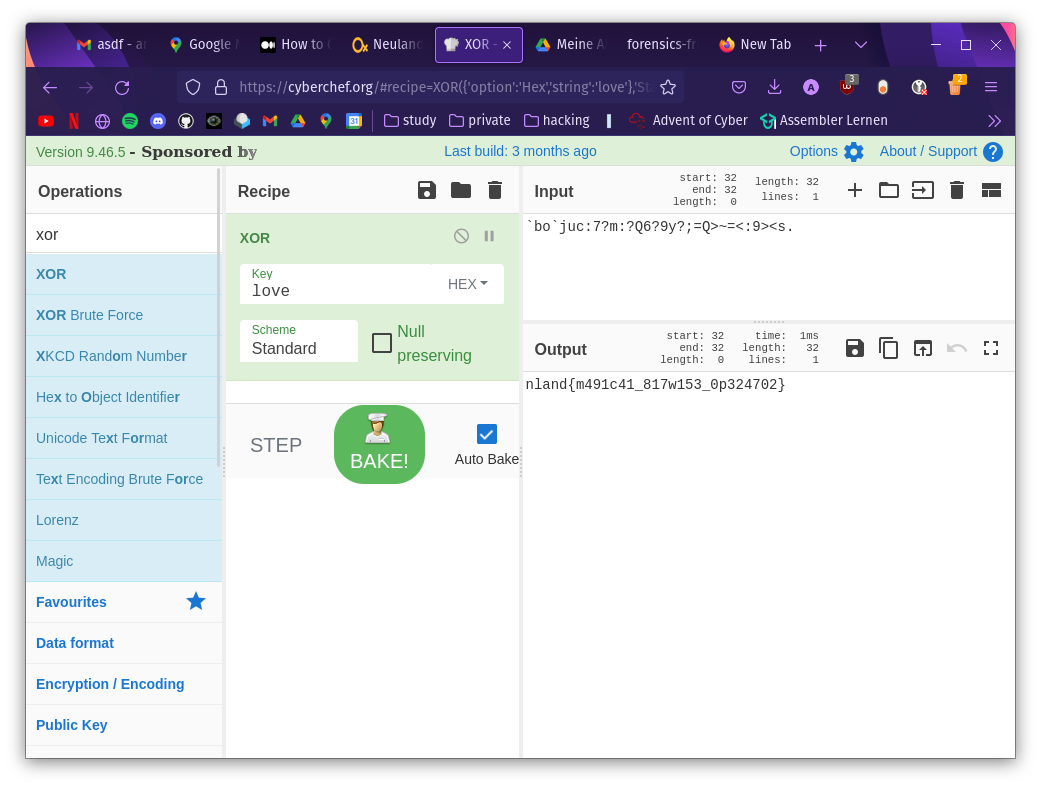 asdf - a
Google
How to
Neuland
XOR -
Meine A
forensics-fr
New Tab
https://cyberchef.org/#recipe=XOR({'option':'Hex','string':'love'},'Sta
3
2
study
private
hacking
Advent of Cyber
Assembler Lernen
Version 9.46.5 - Sponsored by
Last build: 3 months ago
Options
About / Support
Operations
xor
XOR
XOR Brute Force
XKCD Random Number
Hex to Object Identifier
Unicode Text Format
Text Encoding Brute Force
Lorenz
Magic
Favourites
Data format
Encryption / Encoding
Public Key
Recipe
XOR
Key
love
HEX
Scheme
Standard
Null
preserving
STEP
BAKE!
Auto Bake
Input
start: 32
end: 32
length: 0
length: 32
lines: 1
`bo`juc:7?m:?Q6?9y?;=Q>~=<:9><s.
Output
start: 32
end: 32
length: 0
time: 1ms
length: 32
lines: 1
nland{m491c41_817w153_0p324702}